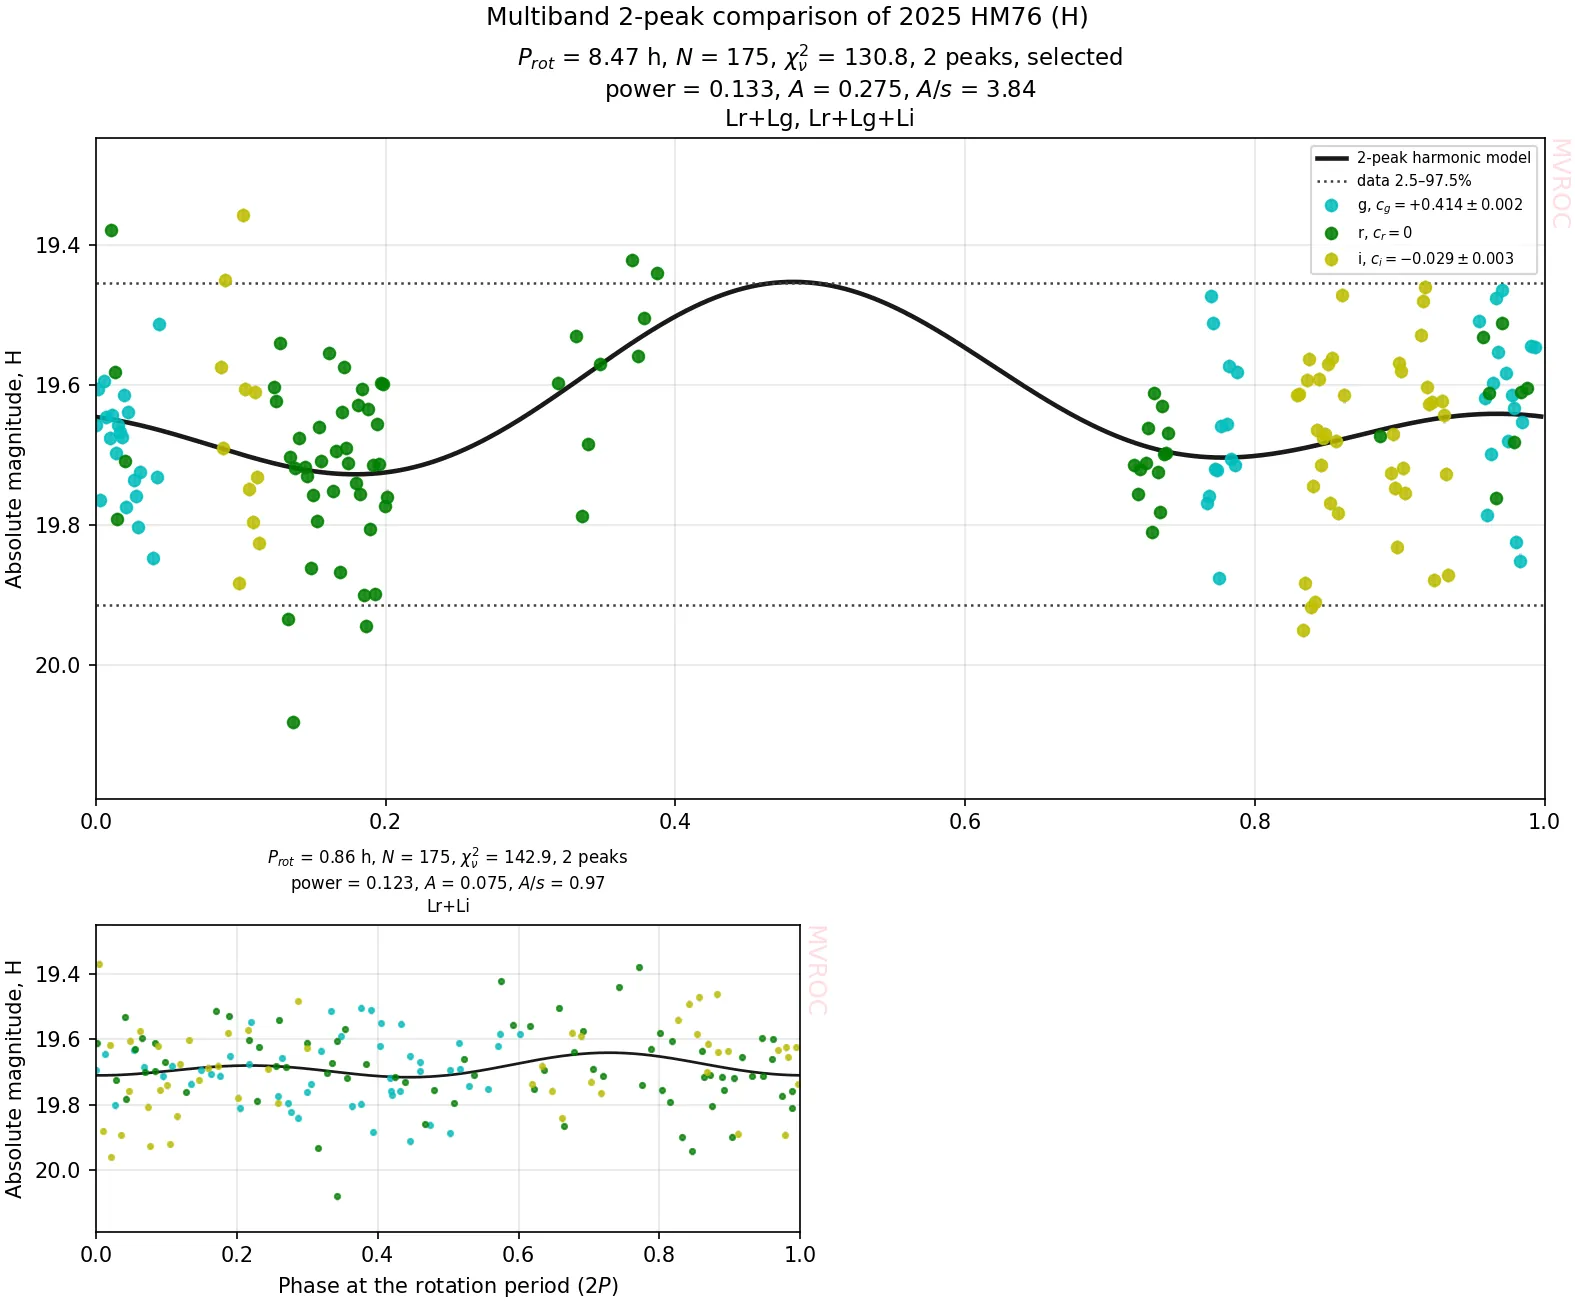 Multiband 2-peak comparison of 2025 HM76 (H)
P_rot = 8.47 h, N = 175, χ²_ν = 130.8, 2 peaks, selected
power = 0.133, A = 0.275, A/s = 3.84
Lr+Lg, Lr+Lg+Li
MVROC
2-peak harmonic model
data 2.5–97.5%
g, c_g = +0.414 ± 0.002
r, c_r = 0
i, c_i = −0.029 ± 0.003
Absolute magnitude, H
19.4
19.6
19.8
20.0
0.0 0.2 0.4 0.6 0.8 1.0
P_rot = 0.86 h, N = 175, χ²_ν = 142.9, 2 peaks
power = 0.123, A = 0.075, A/s = 0.97
Lr+Li
MVROC
Absolute magnitude, H
19.4
19.6
19.8
20.0
0.0 0.2 0.4 0.6 0.8 1.0
Phase at the rotation period (2P)